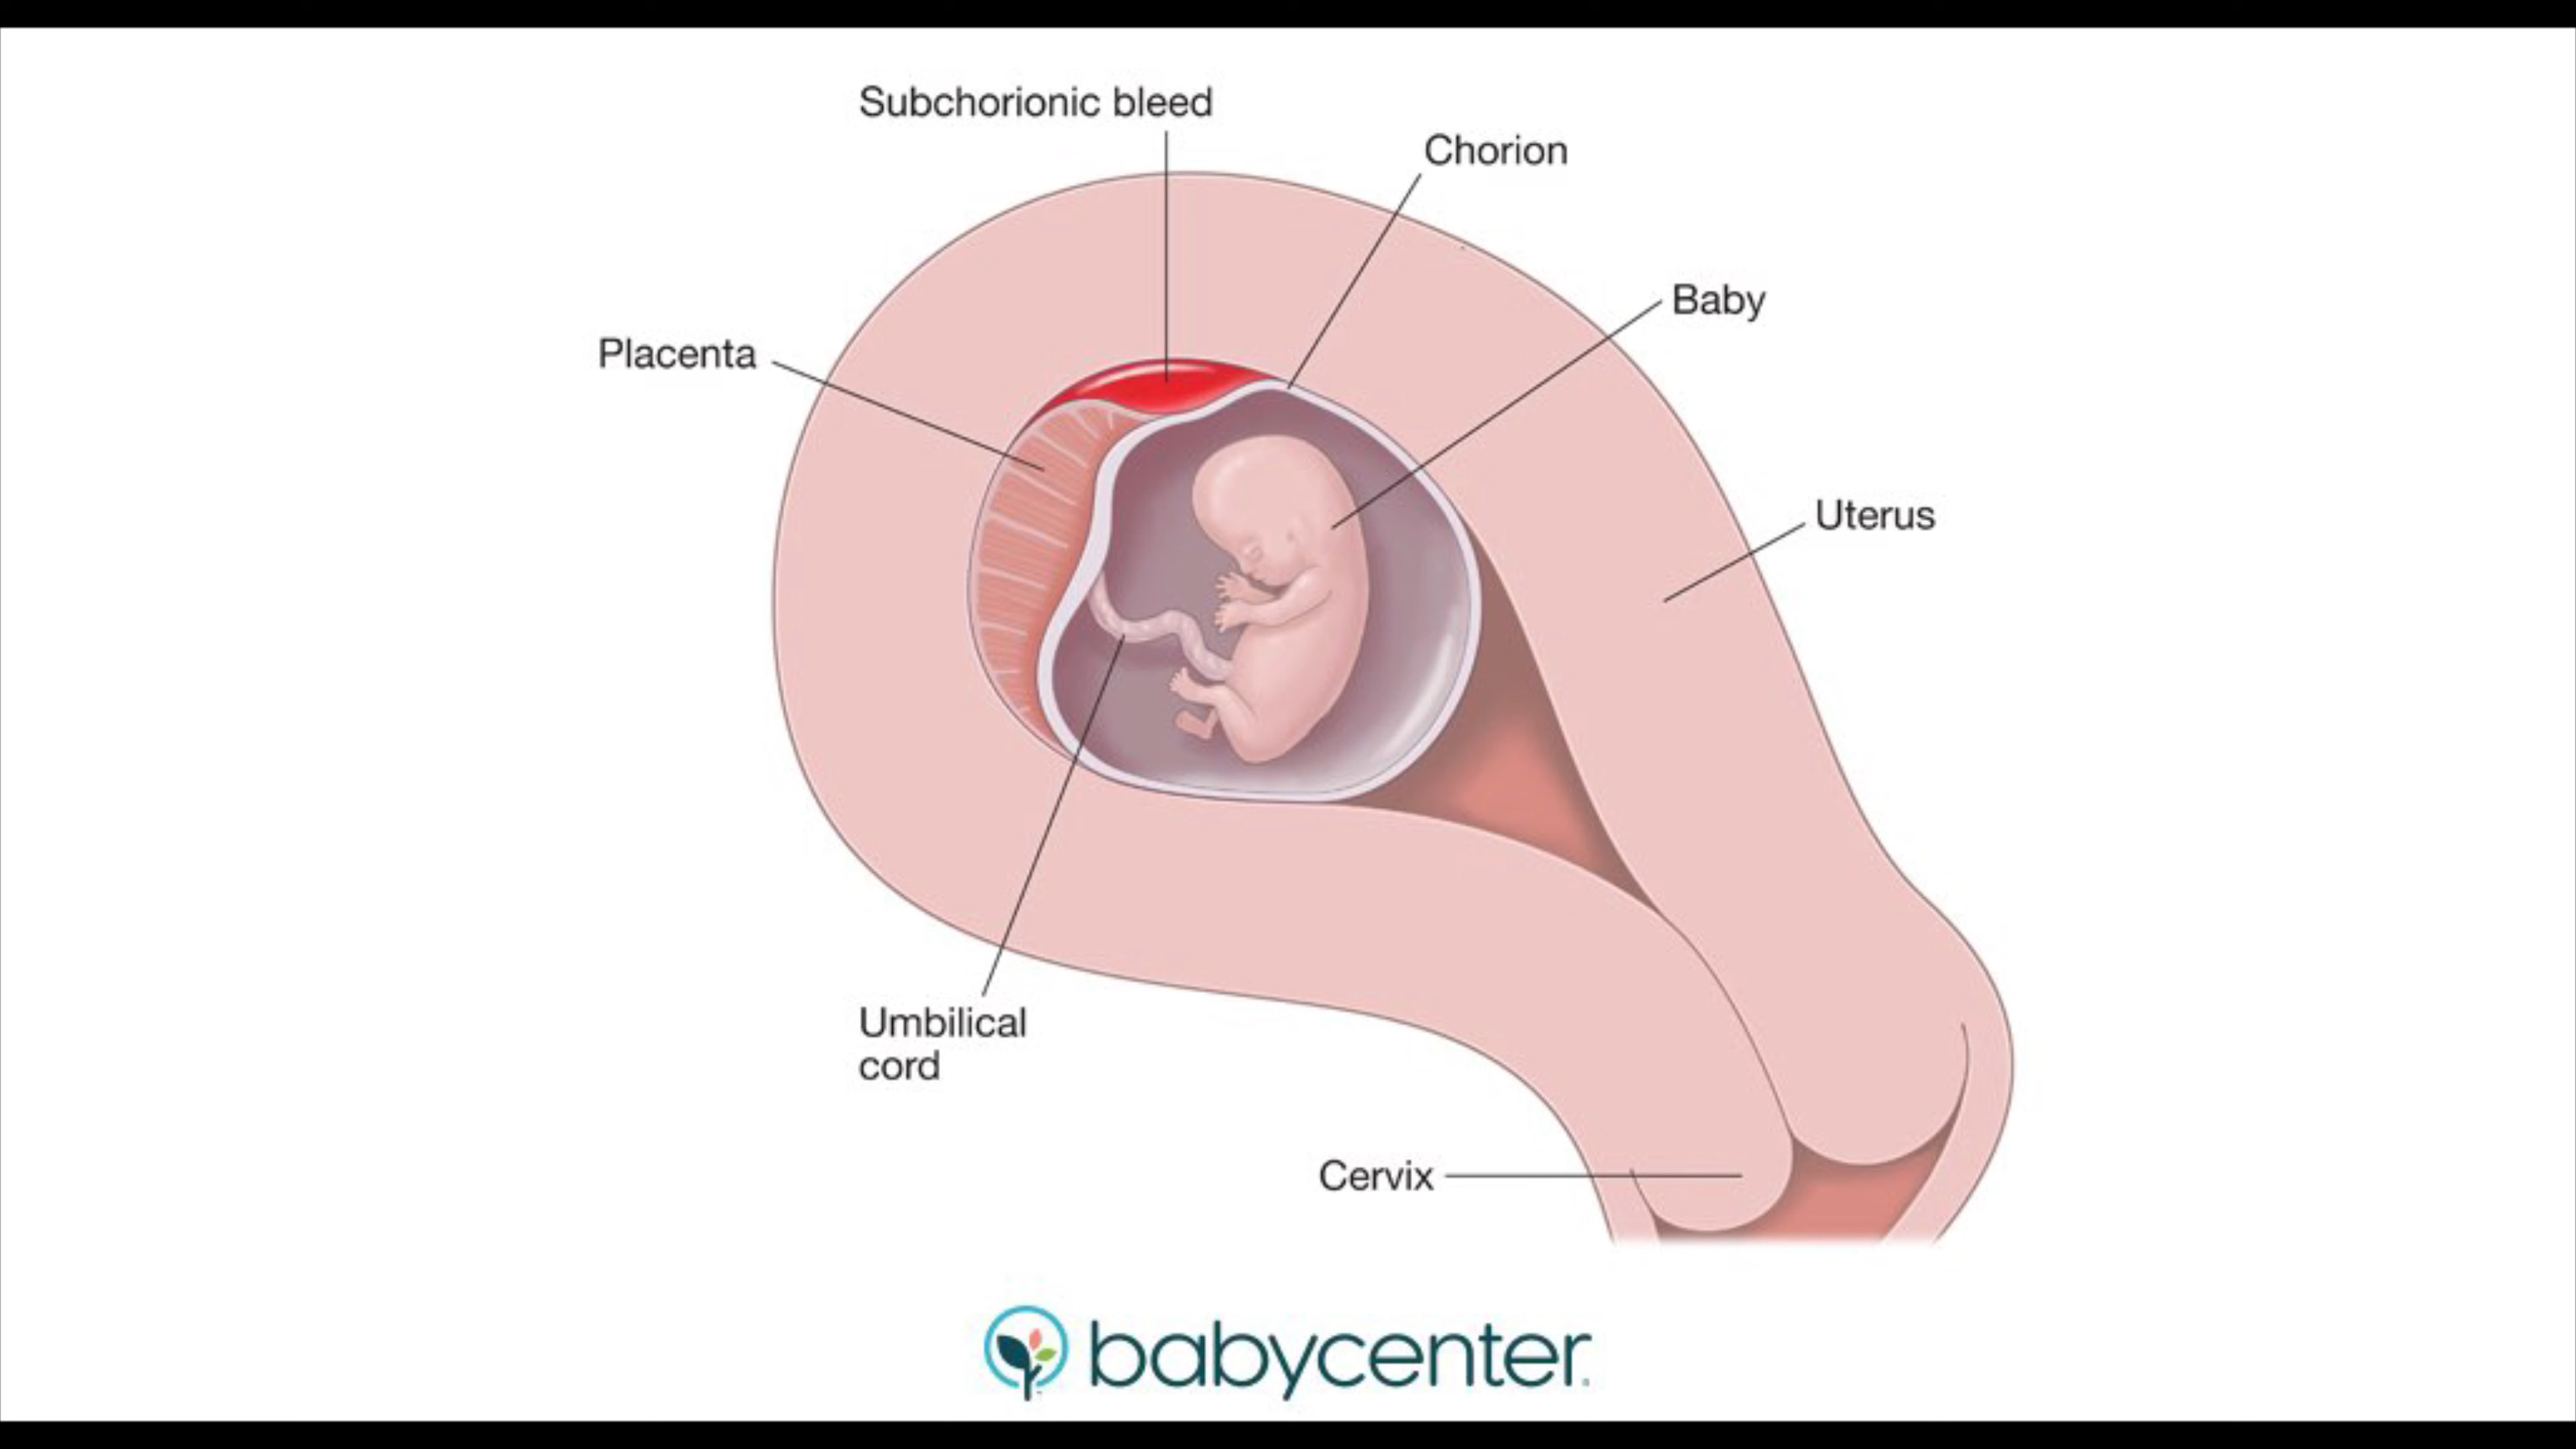 Subchorionic bleed
Chorion
Baby
Placenta
Uterus
Umbilical
cord
Cervix
babycenter.